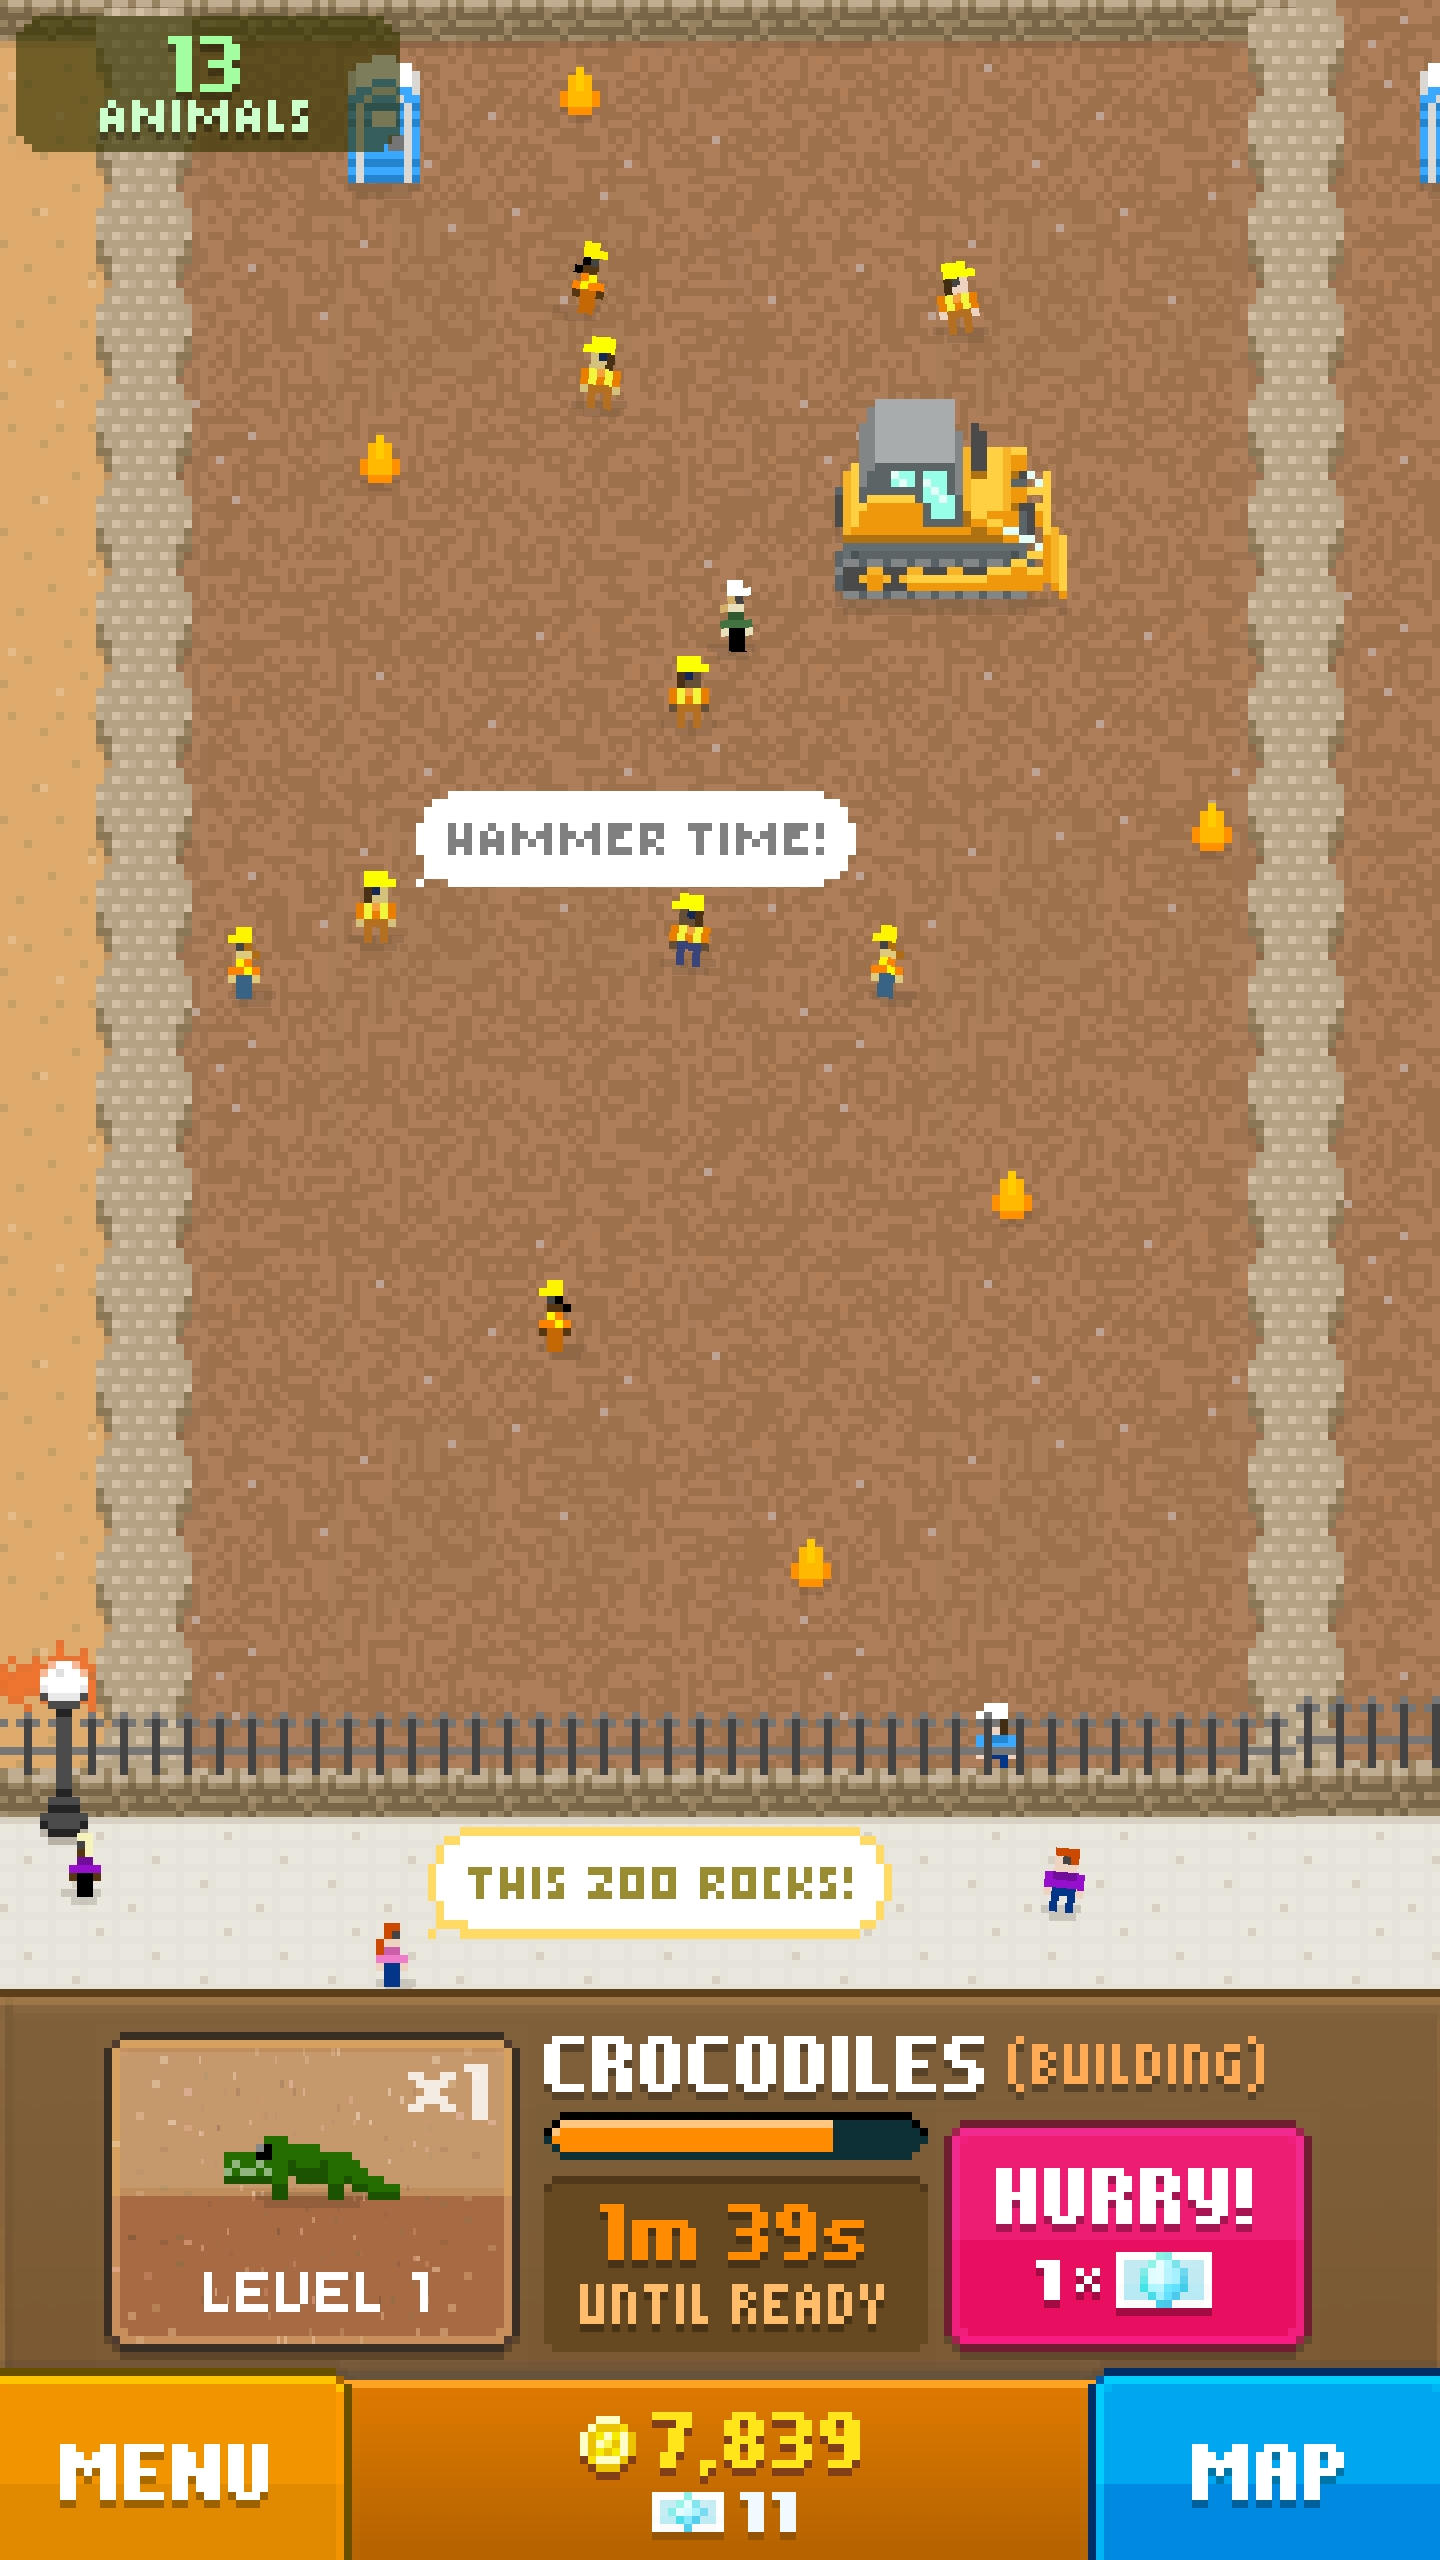 13
ANIMALS
HAMMER TIME!
THIS ZOO ROCKS!
CROCODILES (BUILDING)
X1
LEVEL 1
1m 39s
UNTIL READY
HURRY!
1×
MENU
7,839
11
MAP